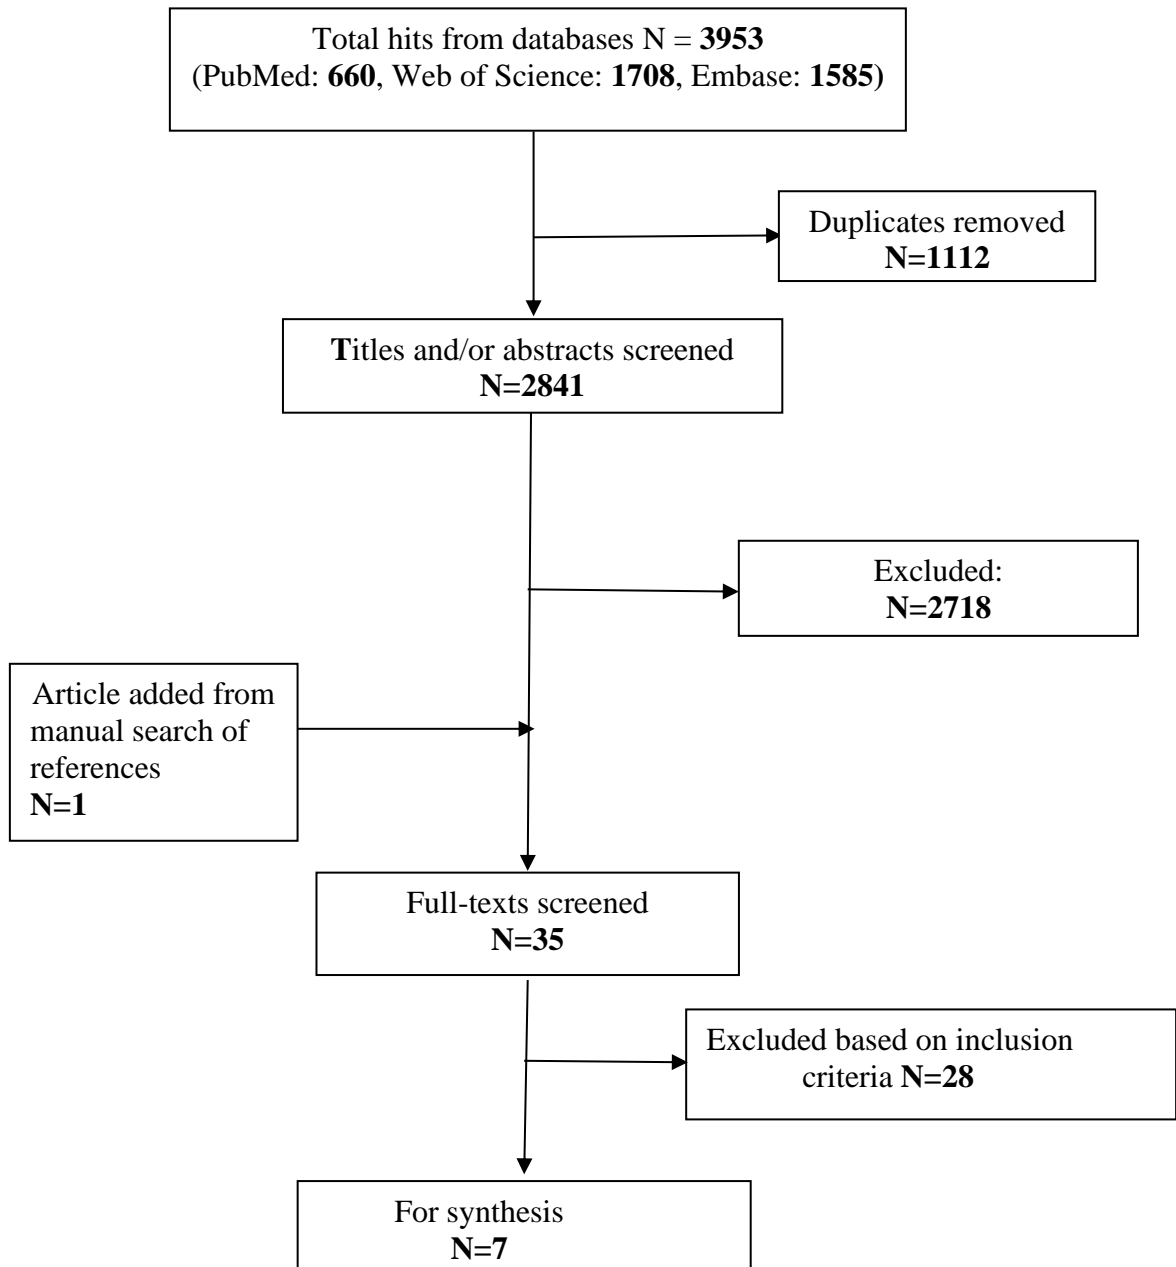 Total hits from databases N = 3953
(PubMed: 660, Web of Science: 1708, Embase: 1585)
Duplicates removed
N=1112
Titles and/or abstracts screened
N=2841
Excluded:
N=2718
Article added from
manual search of
references
N=1
Full-texts screened
N=35
Excluded based on inclusion
criteria N=28
For synthesis
N=7